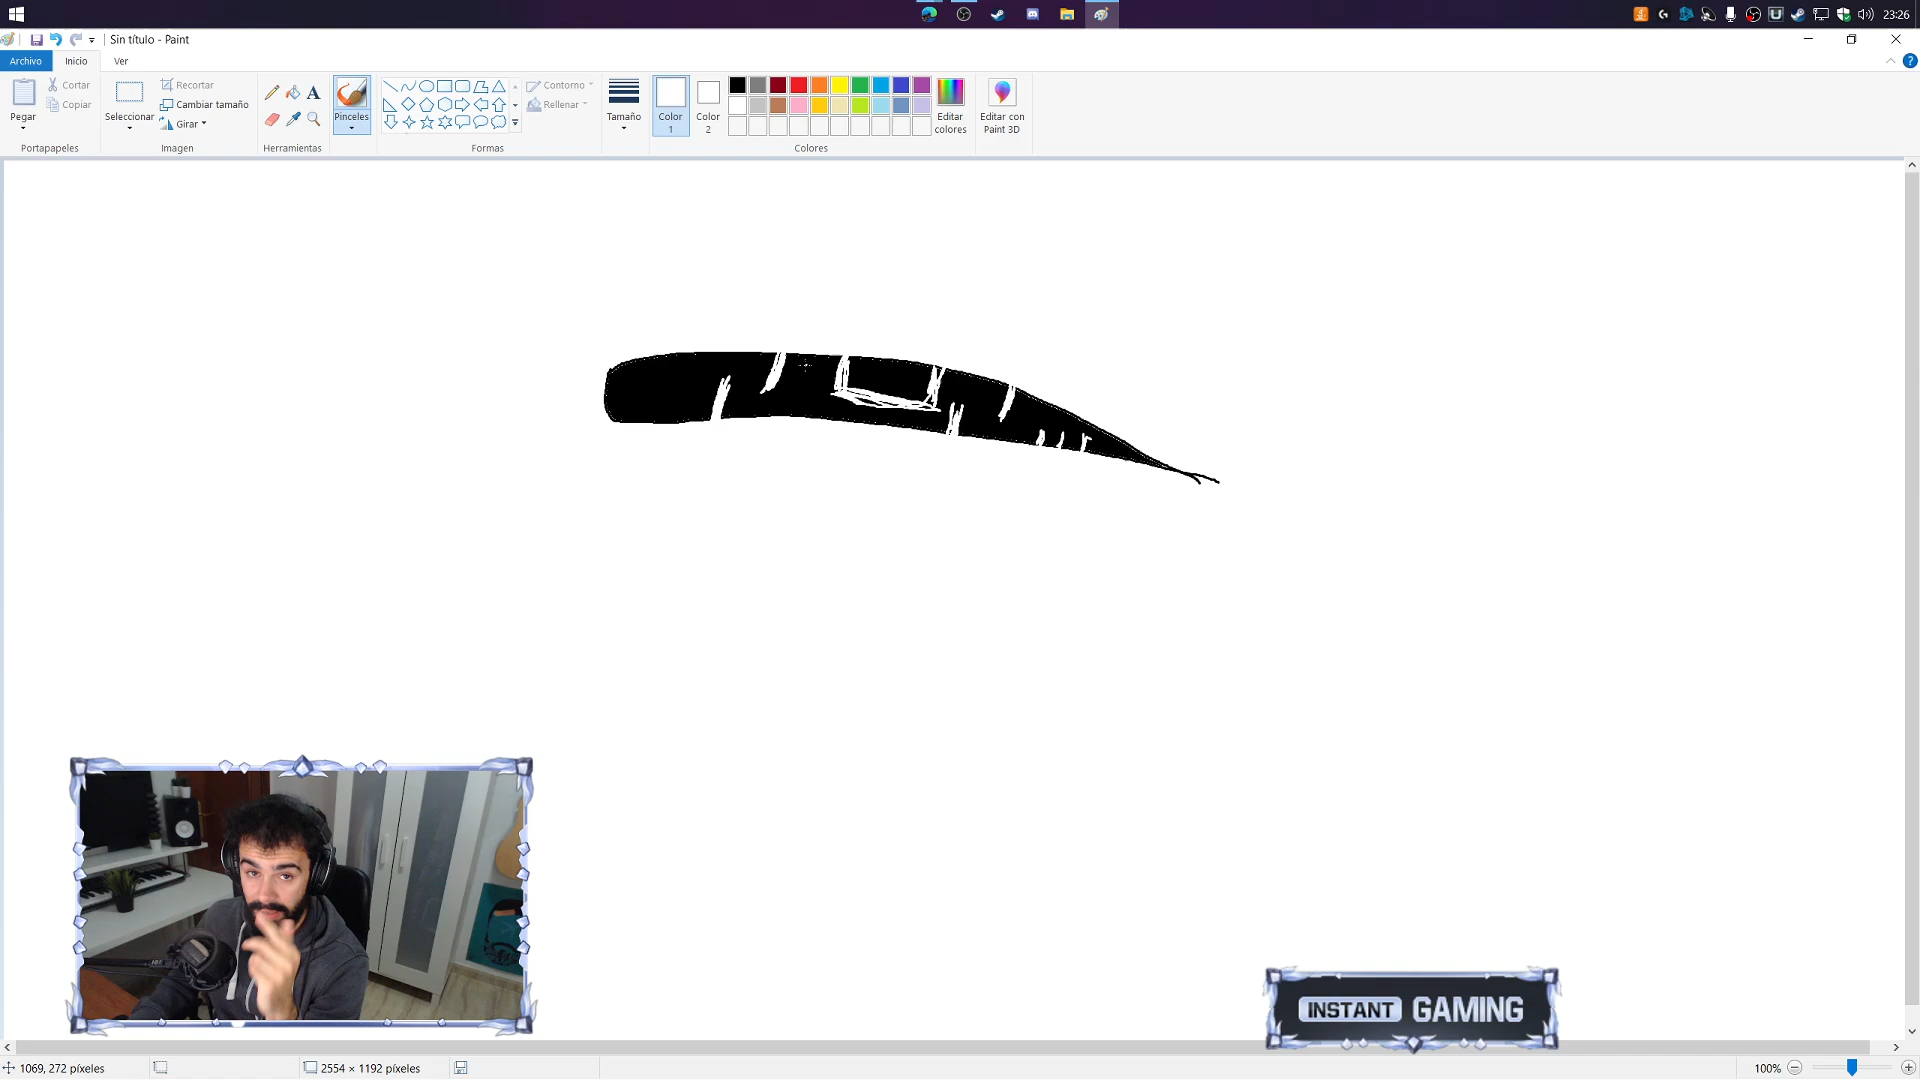 23:26
Sin título - Paint
Archivo Inicio Ver
Pegar
Cortar
Copiar
Portapapeles
Seleccionar
Recortar
Cambiar tamaño
Girar
Imagen
A
Herramientas
Pinceles
Contorno
Rellenar
Formas
Tamaño
Color 1
Color 2
Editar colores
Colores
Editar con Paint 3D
INSTANT GAMING
1069, 272 píxeles
2554 × 1192 píxeles
100%